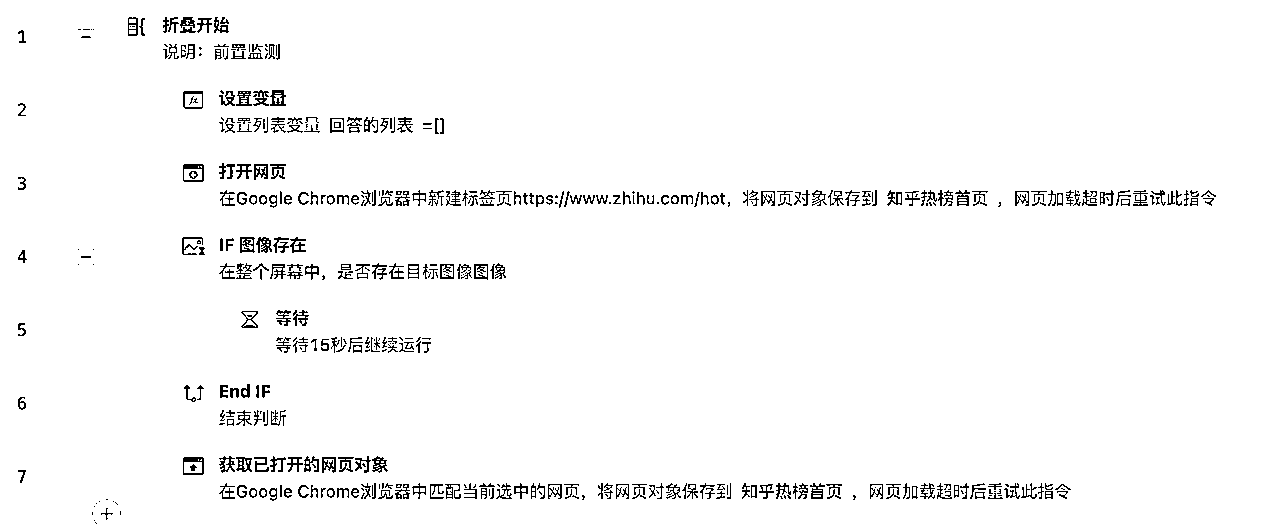 1 折叠开始
说明：前置监测
2 设置变量
设置列表变量 回答的列表 =[]
3 打开网页
在Google Chrome浏览器中新建标签页https://www.zhihu.com/hot，将网页对象保存到 知乎热榜首页 ，网页加载超时后重试此指令
4 IF 图像存在
在整个屏幕中，是否存在目标图像图像
5 等待
等待15秒后继续运行
6 End IF
结束判断
7 获取已打开的网页对象
在Google Chrome浏览器中匹配当前选中的网页，将网页对象保存到 知乎热榜首页 ，网页加载超时后重试此指令